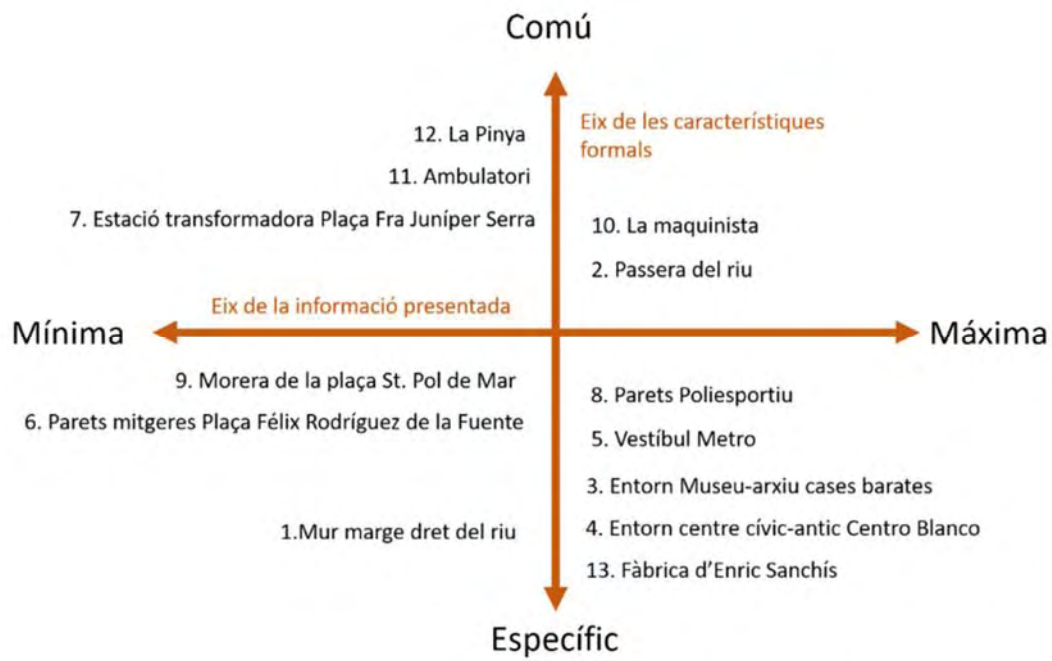 Comú
Eix de les característiques
formals
12. La Pinya
11. Ambulatori
7. Estació transformadora Plaça Fra Juníper Serra
10. La maquinista
2. Passera del riu
Eix de la informació presentada
Mínima
Máxima
9. Morera de la plaça St. Pol de Mar
6. Parets mitgeres Plaça Félix Rodríguez de la Fuente
1.Mur marge dret del riu
8. Parets Poliesportiu
5. Vestíbul Metro
3. Entorn Museu-arxiu cases barates
4. Entorn centre cívic-antic Centro Blanco
13. Fàbrica d'Enric Sanchís
Específic